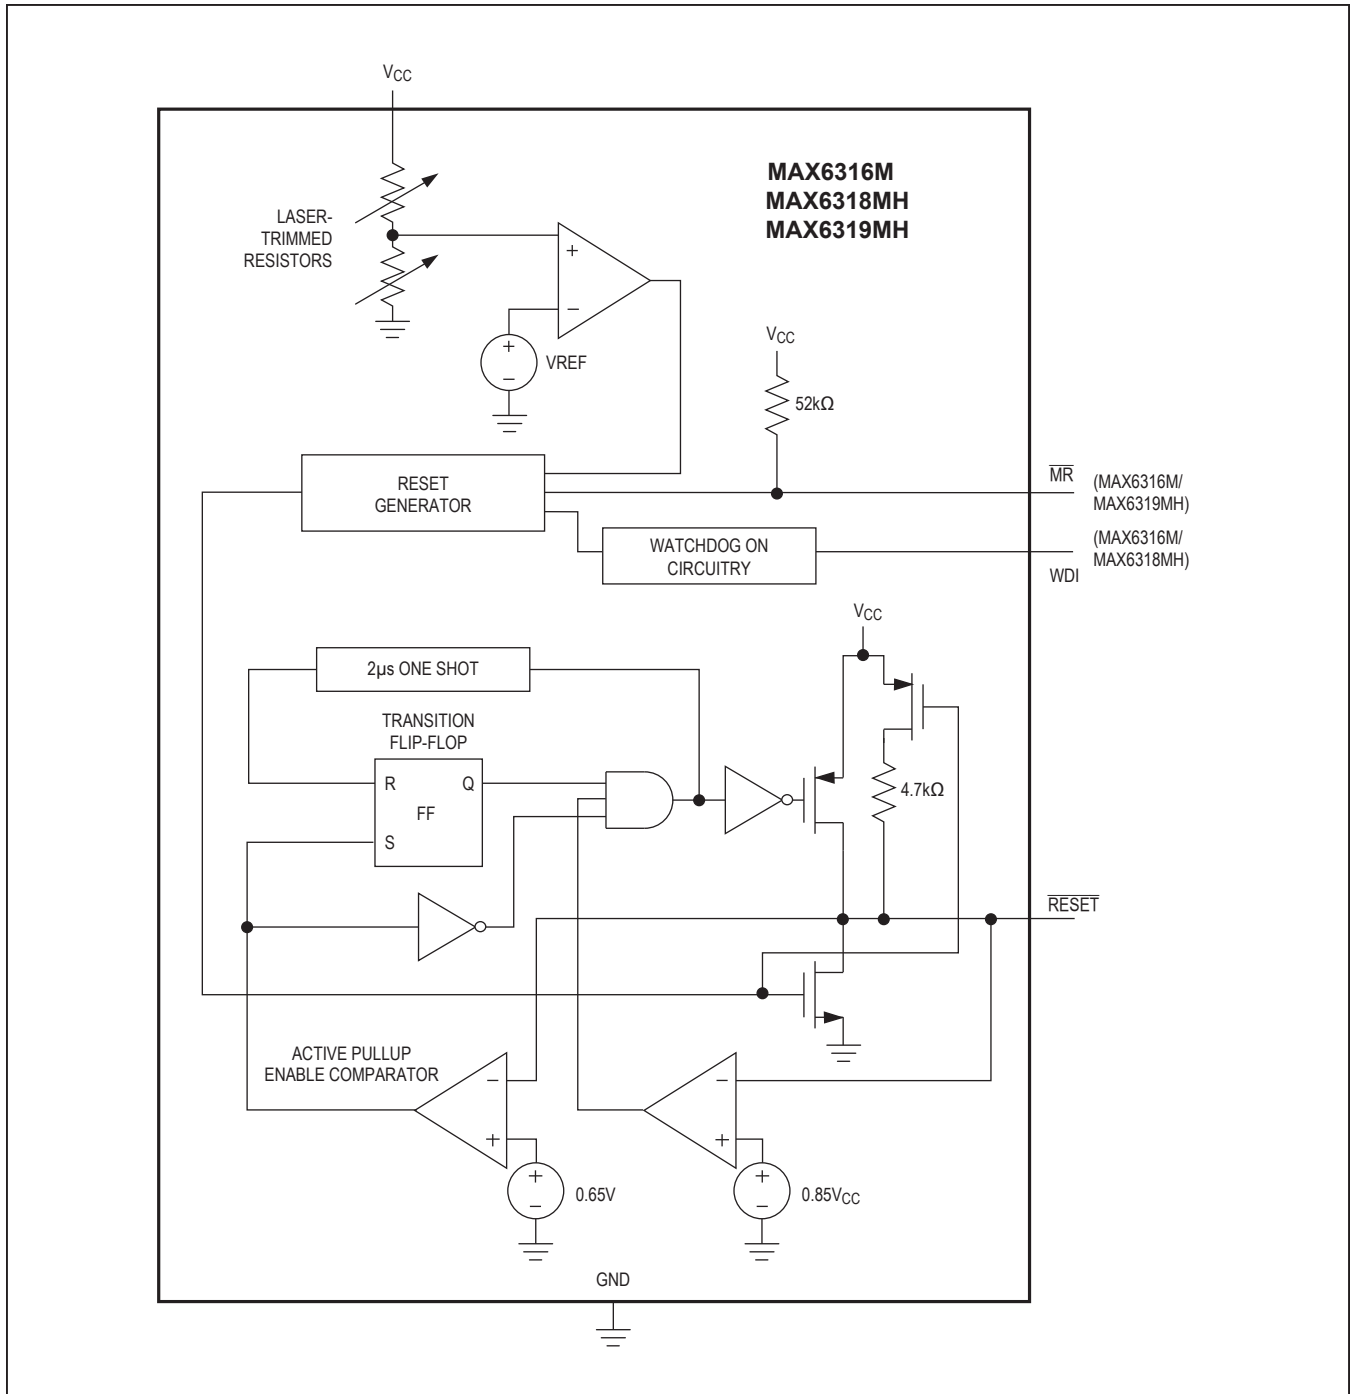 VCC
MAX6316M
MAX6318MH
MAX6319MH
LASER-
TRIMMED
RESISTORS
+
−
+
−
VREF
VCC
52kΩ
RESET
GENERATOR
MR
(MAX6316M/
MAX6319MH)
WATCHDOG ON
CIRCUITRY
(MAX6316M/
MAX6318MH)
WDI
VCC
2µs ONE SHOT
TRANSITION
FLIP-FLOP
R
Q
FF
S
4.7kΩ
RESET
ACTIVE PULLUP
ENABLE COMPARATOR
−
+
−
+
+
−
0.65V
+
−
0.85VCC
GND